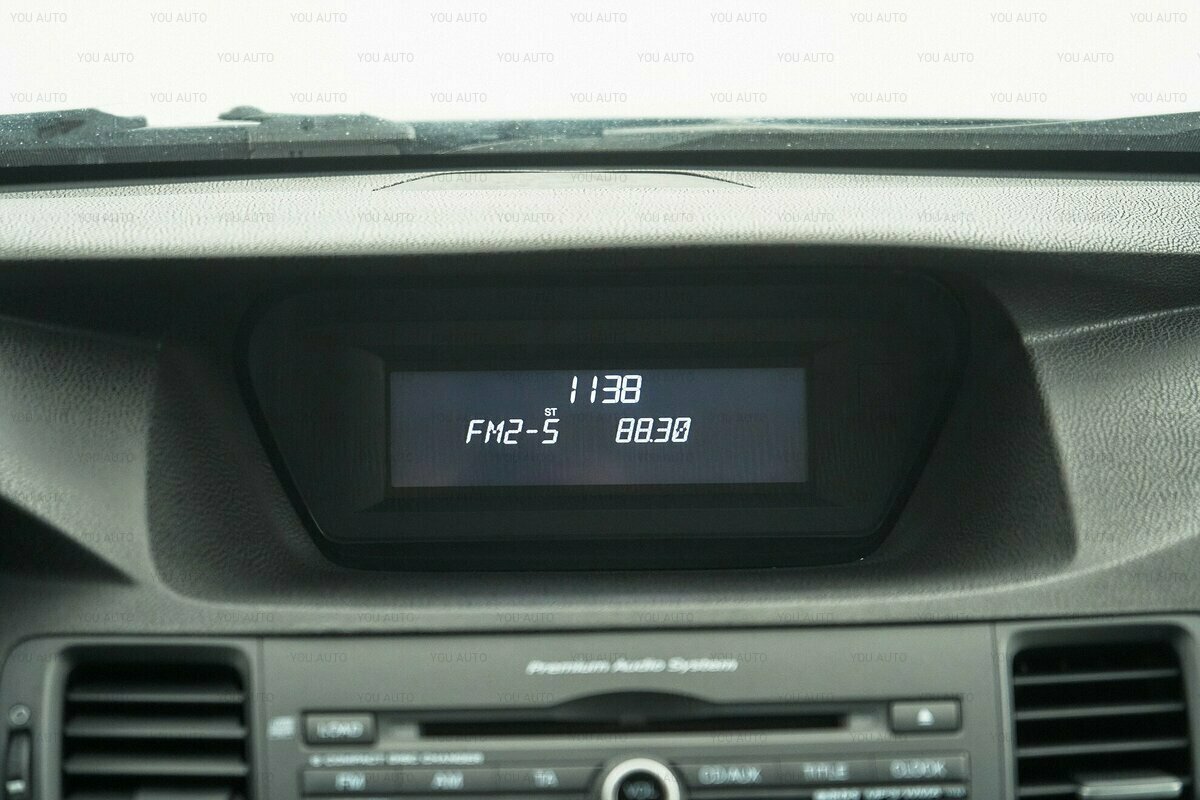 1138
ST
FM2-5 88.30
Premium Audio System
LOAD
FM AM TA CD/AUX TITLE CLOCK
VOL
YOU AUTO